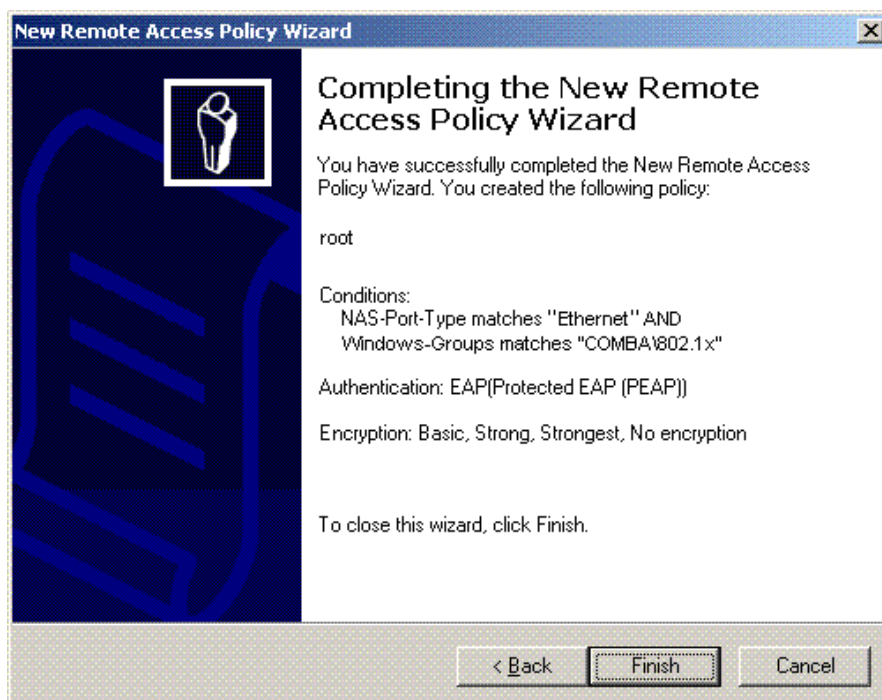 New Remote Access Policy Wizard
Completing the New Remote
Access Policy Wizard
You have successfully completed the New Remote Access
Policy Wizard. You created the following policy:
root
Conditions:
NAS-Port-Type matches "Ethernet" AND
Windows-Groups matches "COMBA\802.1x"
Authentication: EAP(Protected EAP (PEAP))
Encryption: Basic, Strong, Strongest, No encryption
To close this wizard, click Finish.
< Back
Finish
Cancel